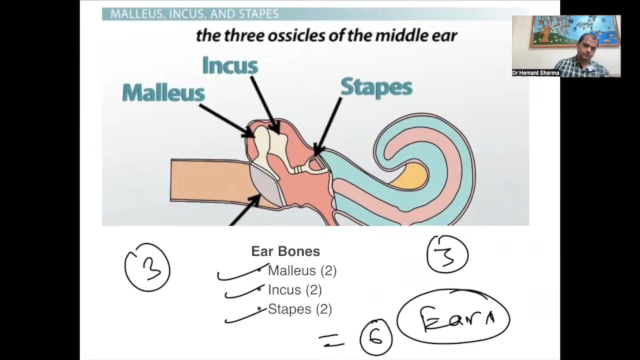 MALLEUS, INCUS, AND STAPES
the three ossicles of the middle ear
Incus
Malleus
Stapes
Dr Hemant Sharma
3
3
Ear Bones
• Malleus (2)
• Incus (2)
• Stapes (2)
= 6